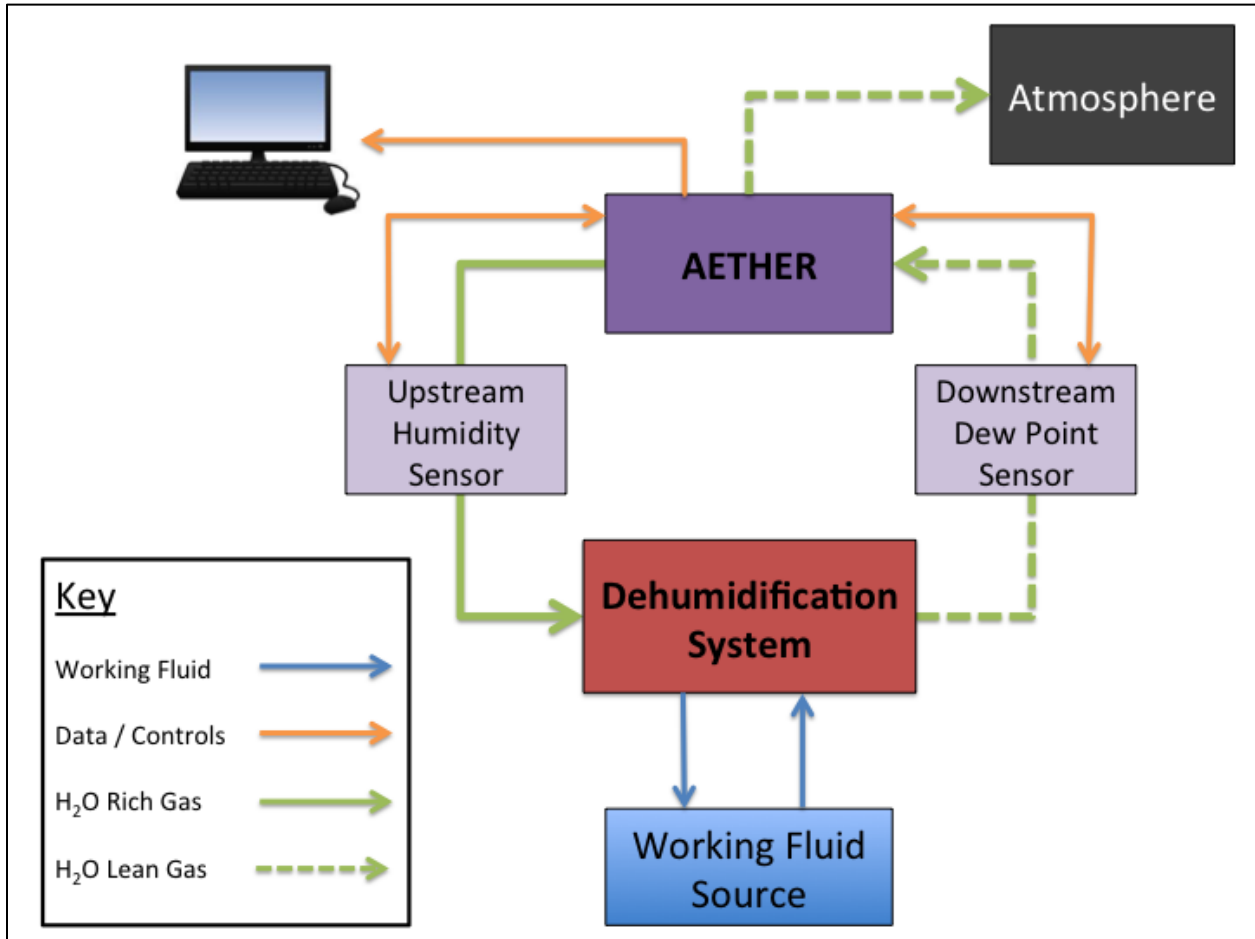 Atmosphere
AETHER
Upstream
Humidity
Sensor
Downstream
Dew Point
Sensor
Dehumidification
System
Working Fluid
Source
Key
Working Fluid
Data / Controls
H₂O Rich Gas
H₂O Lean Gas